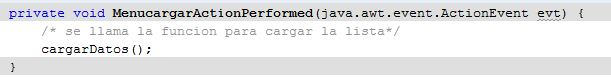 private void MenucargarActionPerformed(java.awt.event.ActionEvent evt) {
/* se llama la funcion para cargar la lista*/
cargarDatos();
}